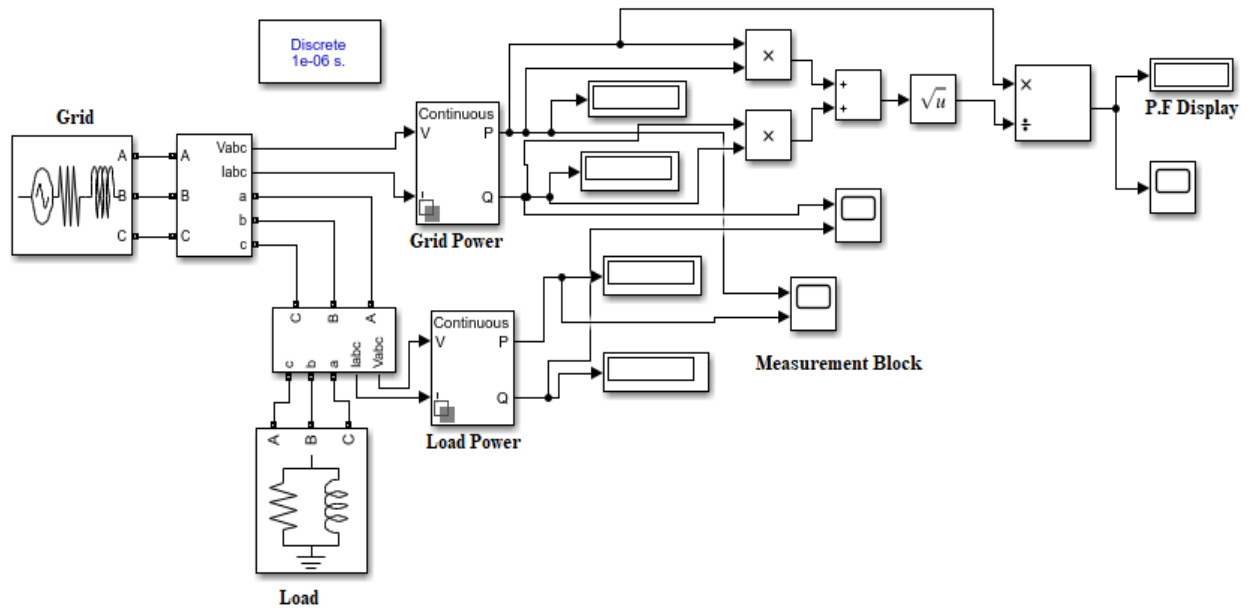 Discrete
1e-06 s.
Grid
A
B
C
A
B
C
Vabc
Iabc
a
b
c
Continuous
V
I
P
Q
Grid Power
×
×
+
+
√u
×
÷
P.F Display
C
B
A
c
b
a
Iabc
Vabc
Continuous
V
I
P
Q
Load Power
Measurement Block
A
B
C
Load